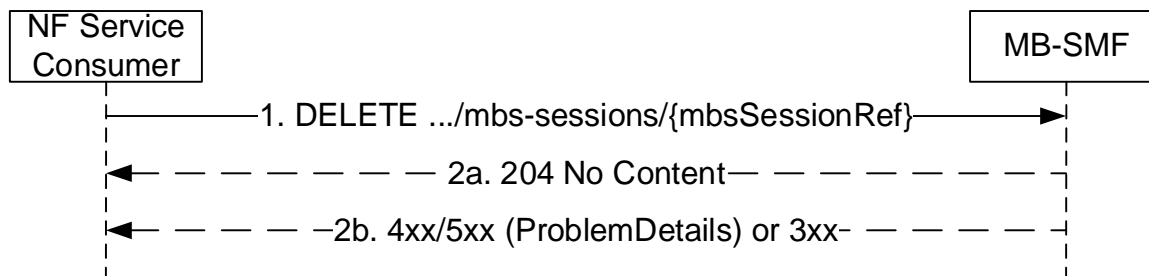 NF Service
Consumer
MB-SMF
1. DELETE .../mbs-sessions/{mbsSessionRef}
2a. 204 No Content
2b. 4xx/5xx (ProblemDetails) or 3xx